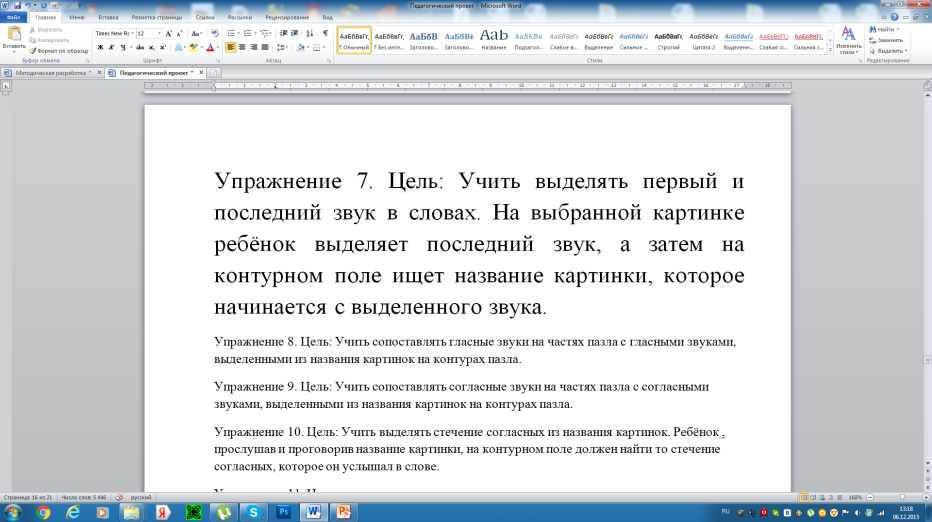 Педагогический проект - Microsoft Word
Файл Главная Меню Вставка Разметка страницы Ссылки Рассылки Рецензирование Вид
Вставить
Вырезать
Копировать
Формат по образцу
Буфер обмена
Times New Ro 12
Шрифт
Абзац
АаБбВвГг, АаБбВвГг, АаБбВ АаБбВв АаБ АаБбВв АаБбВвГг АаБбВвГг АаБбВвГг АаБбВвГг, АаБбВвГг АаБбВвГг АаБбВвГг, АаБбВвГг,
¶ Обычный ¶ Без инте... Заголово... Заголово... Название Подзагол... Слабое в... Выделение Сильное ... Строгий Цитата 2 Выделенн... Слабая сс... Сильная с...
Стили
Изменить стили
Найти
Заменить
Выделить
Редактирование
Методическая разработка * Педагогический проект *
Упражнение 7. Цель: Учить выделять первый и
последний звук в словах. На выбранной картинке
ребёнок выделяет последний звук, а затем на
контурном поле ищет название картинки, которое
начинается с выделенного звука.
Упражнение 8. Цель: Учить сопоставлять гласные звуки на частях пазла с гласными звуками,
выделенными из названия картинок на контурах пазла.
Упражнение 9. Цель: Учить сопоставлять согласные звуки на частях пазла с согласными
звуками, выделенными из названия картинок на контурах пазла.
Упражнение 10. Цель: Учить выделять стечение согласных из названия картинок. Ребёнок ,
прослушав и проговорив название картинки, на контурном поле должен найти то стечение
согласных, которое он услышал в слове.
Страница: 16 из 21 Число слов: 5 446 русский 168%
RU 13:18
06.12.2015